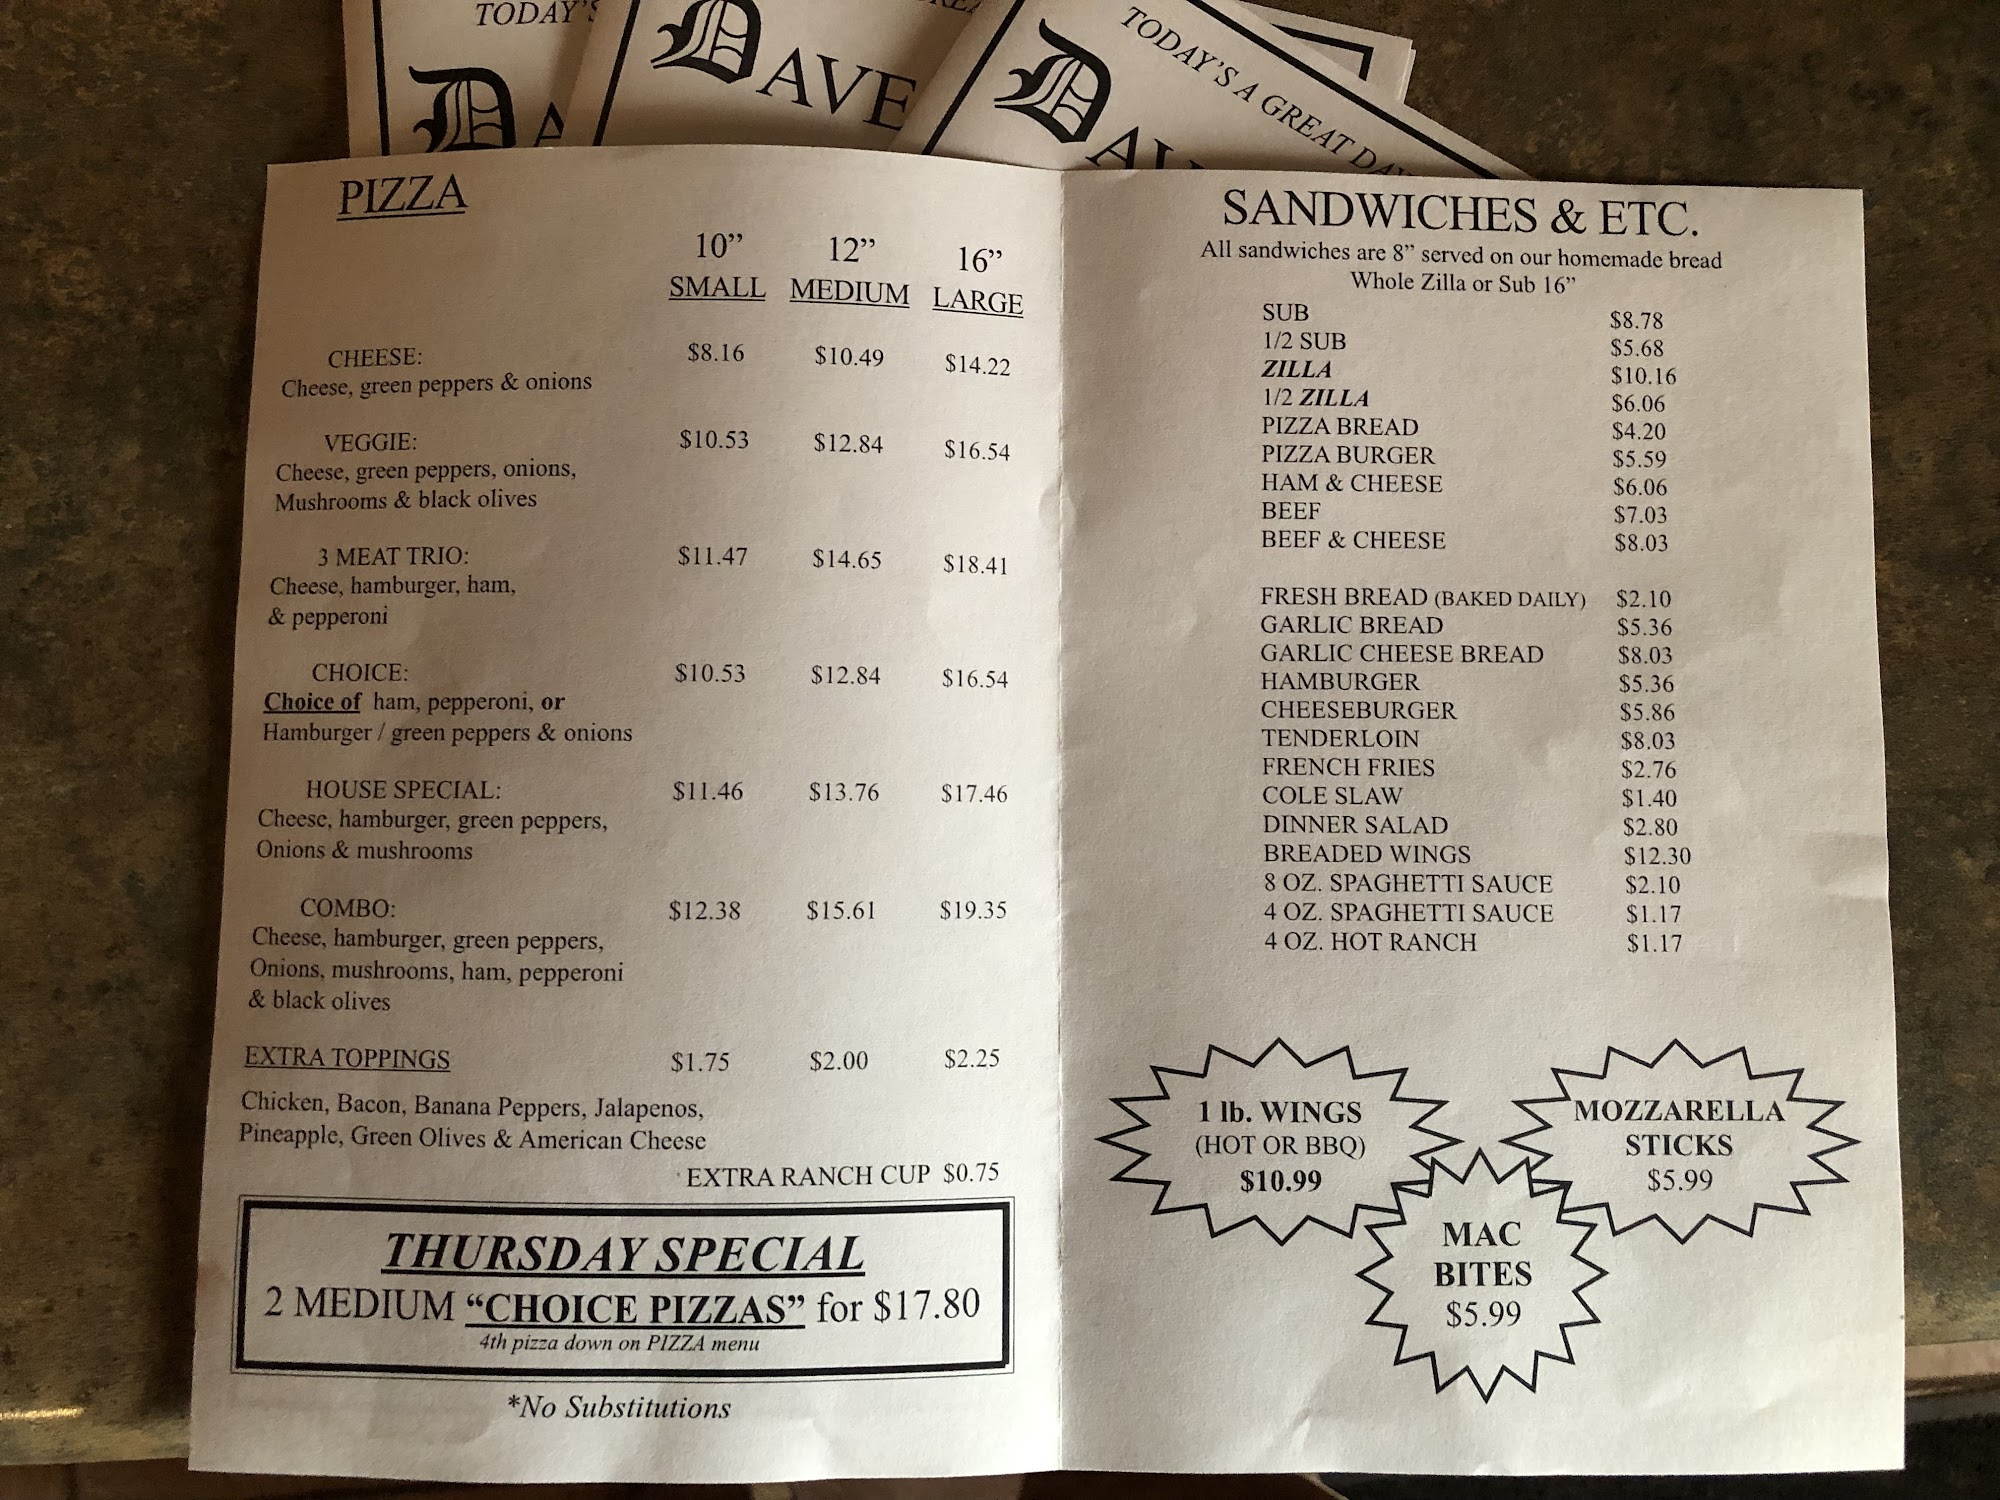 TODAY'S
DA
DAVE
TODAY'S A GREAT DAY
DAV
PIZZA
10” 12” 16”
SMALL MEDIUM LARGE
CHEESE: $8.16 $10.49 $14.22
Cheese, green peppers & onions
VEGGIE: $10.53 $12.84 $16.54
Cheese, green peppers, onions,
Mushrooms & black olives
3 MEAT TRIO: $11.47 $14.65 $18.41
Cheese, hamburger, ham,
& pepperoni
CHOICE: $10.53 $12.84 $16.54
Choice of ham, pepperoni, or
Hamburger / green peppers & onions
HOUSE SPECIAL: $11.46 $13.76 $17.46
Cheese, hamburger, green peppers,
Onions & mushrooms
COMBO: $12.38 $15.61 $19.35
Cheese, hamburger, green peppers,
Onions, mushrooms, ham, pepperoni
& black olives
EXTRA TOPPINGS $1.75 $2.00 $2.25
Chicken, Bacon, Banana Peppers, Jalapenos,
Pineapple, Green Olives & American Cheese
EXTRA RANCH CUP $0.75
THURSDAY SPECIAL
2 MEDIUM “CHOICE PIZZAS” for $17.80
4th pizza down on PIZZA menu
*No Substitutions
SANDWICHES & ETC.
All sandwiches are 8” served on our homemade bread
Whole Zilla or Sub 16”
SUB $8.78
1/2 SUB $5.68
ZILLA $10.16
1/2 ZILLA $6.06
PIZZA BREAD $4.20
PIZZA BURGER $5.59
HAM & CHEESE $6.06
BEEF $7.03
BEEF & CHEESE $8.03
FRESH BREAD (BAKED DAILY) $2.10
GARLIC BREAD $5.36
GARLIC CHEESE BREAD $8.03
HAMBURGER $5.36
CHEESEBURGER $5.86
TENDERLOIN $8.03
FRENCH FRIES $2.76
COLE SLAW $1.40
DINNER SALAD $2.80
BREADED WINGS $12.30
8 OZ. SPAGHETTI SAUCE $2.10
4 OZ. SPAGHETTI SAUCE $1.17
4 OZ. HOT RANCH $1.17
1 lb. WINGS
(HOT OR BBQ)
$10.99
MOZZARELLA
STICKS
$5.99
MAC
BITES
$5.99